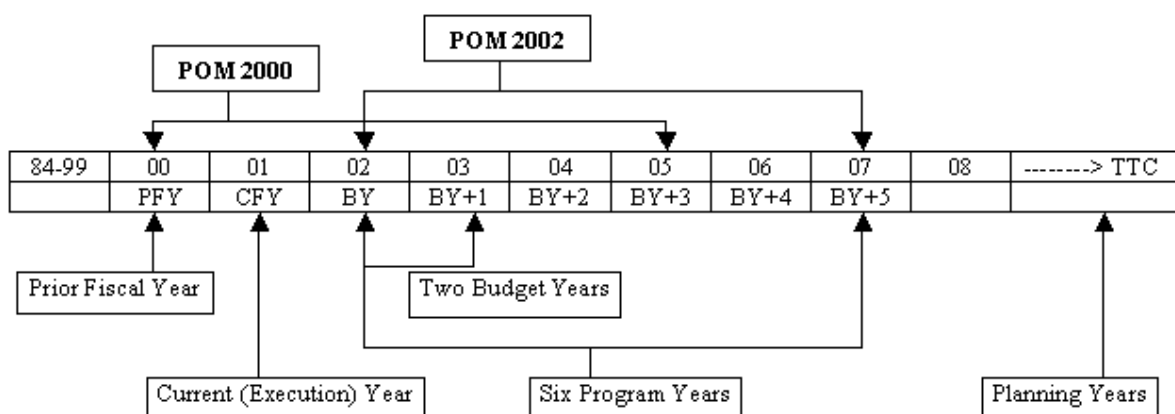 POM 2002
POM 2000
84-99 00 01 02 03 04 05 06 07 08 --------> TTC
PFY CFY BY BY+1 BY+2 BY+3 BY+4 BY+5
Prior Fiscal Year Two Budget Years
Current (Execution) Year Six Program Years Planning Years